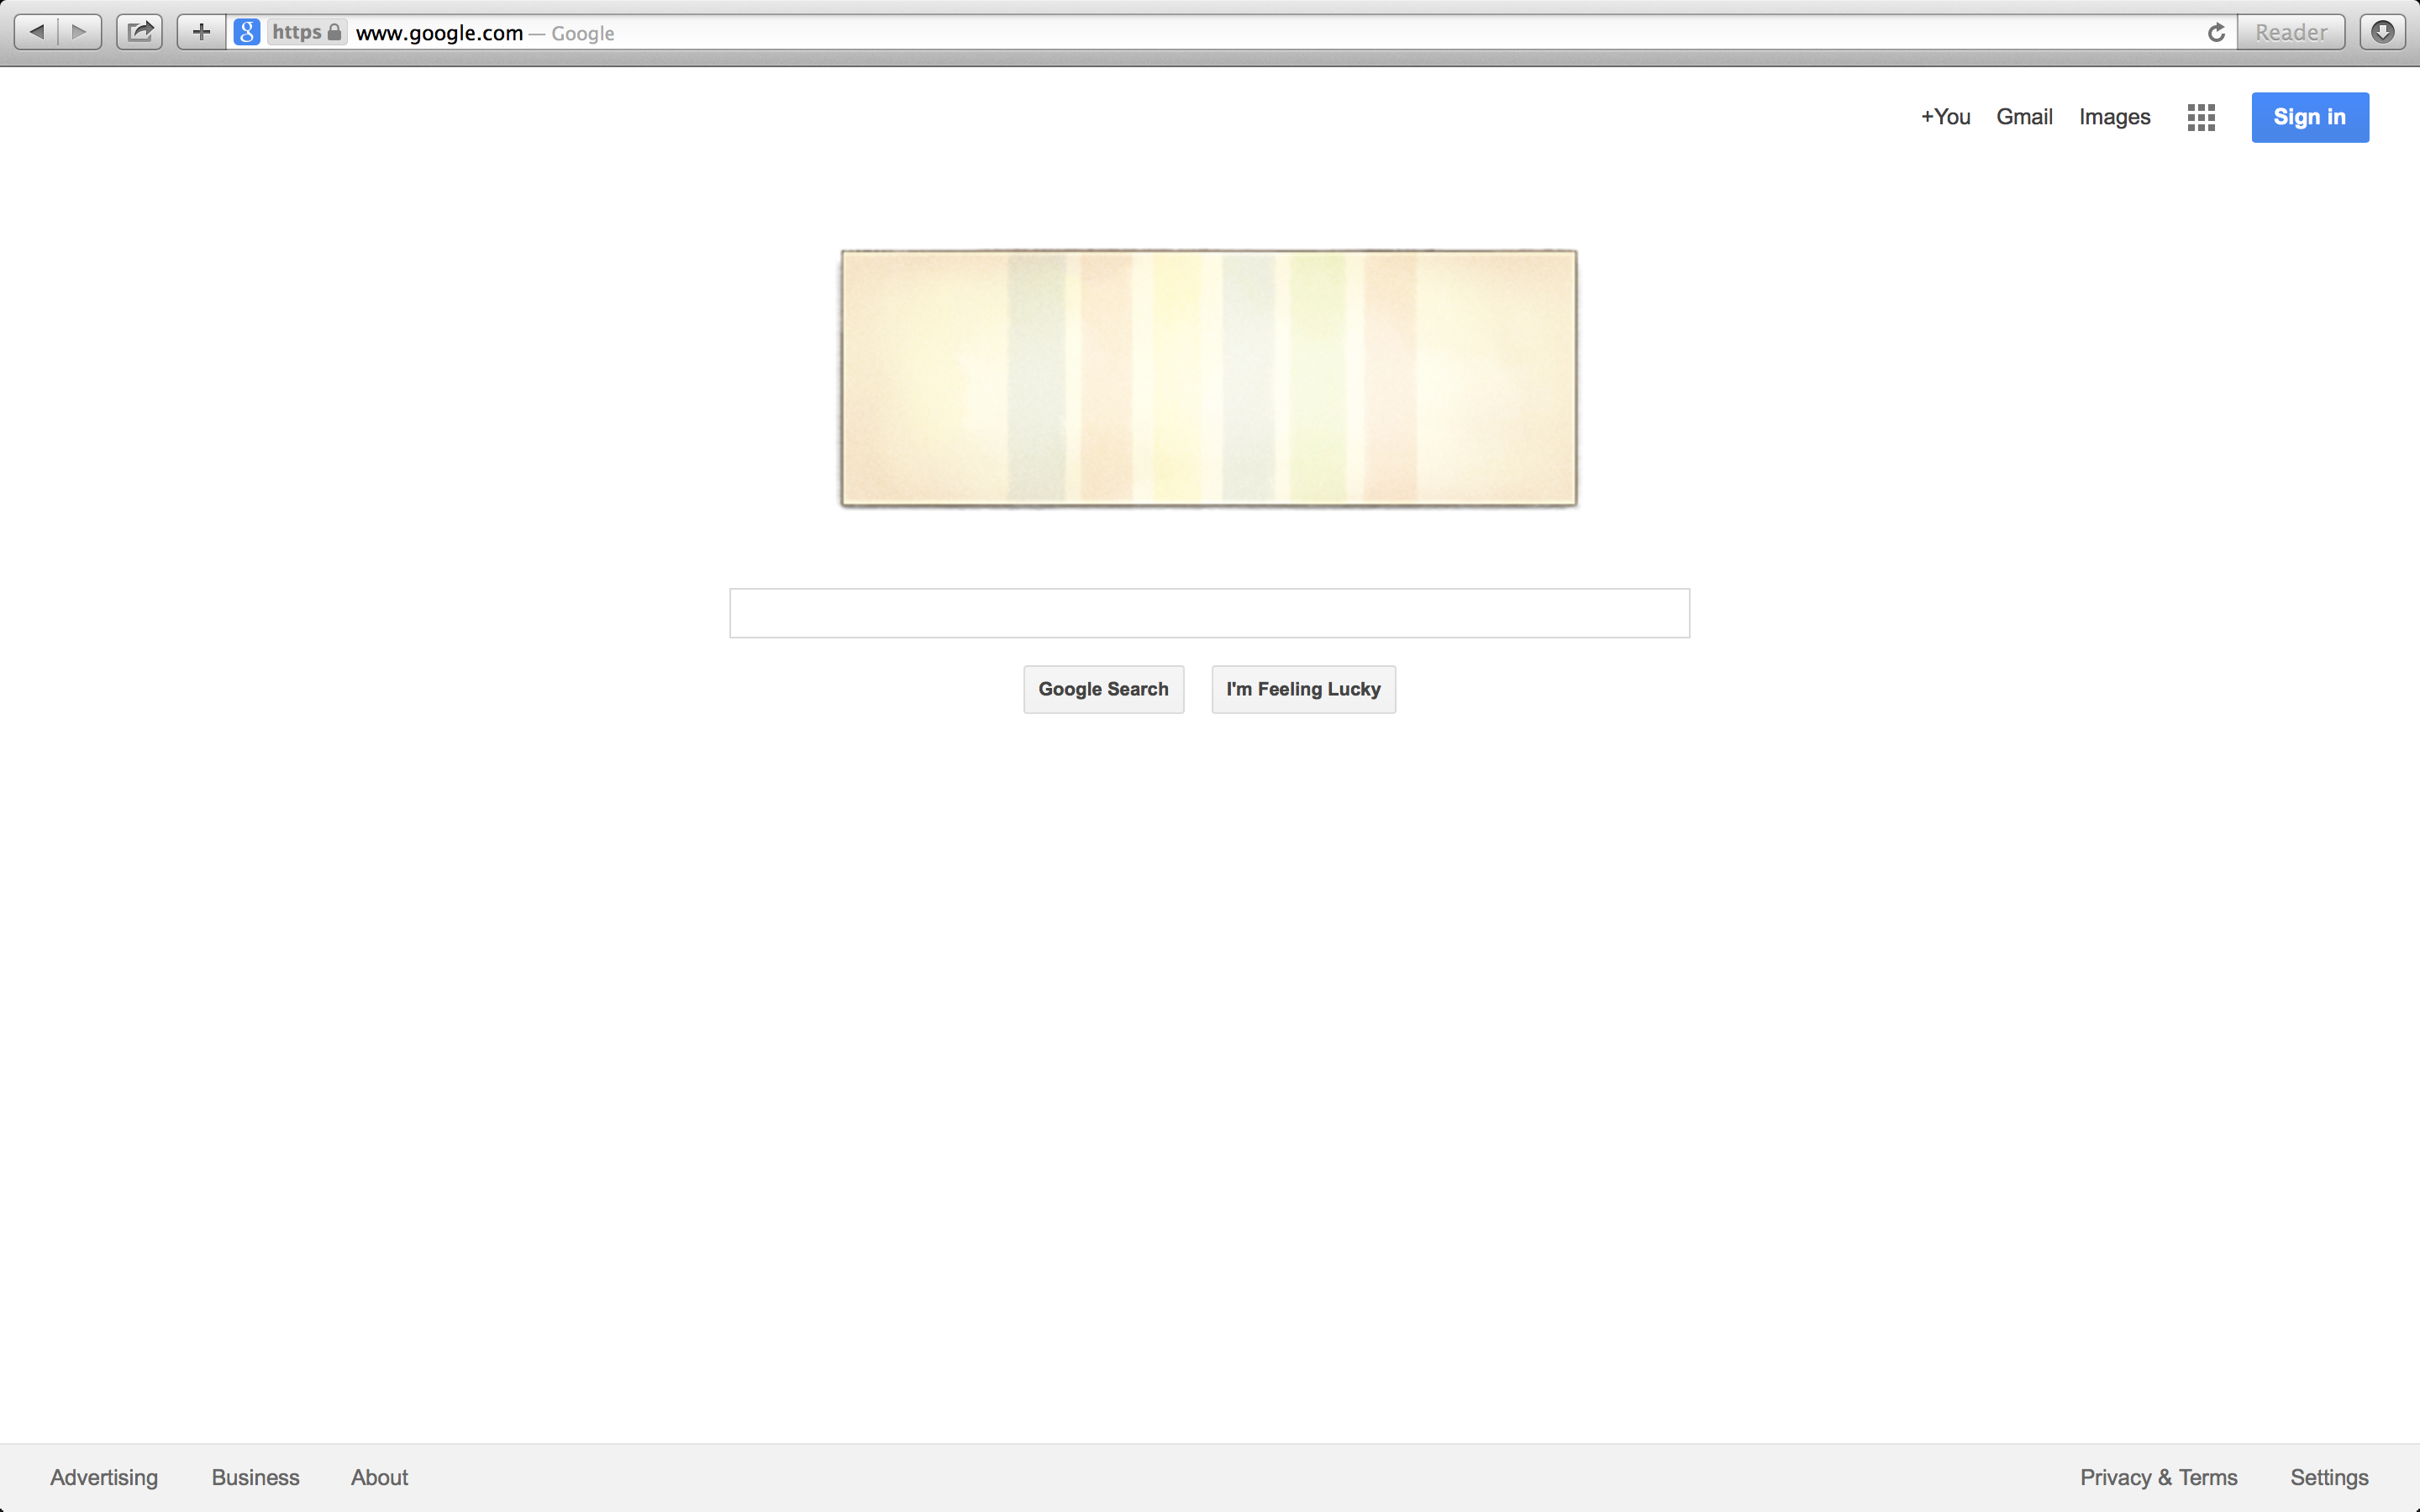 g https www.google.com — Google Reader
+You Gmail Images Sign in
Google Search I'm Feeling Lucky
Advertising Business About Privacy & Terms Settings